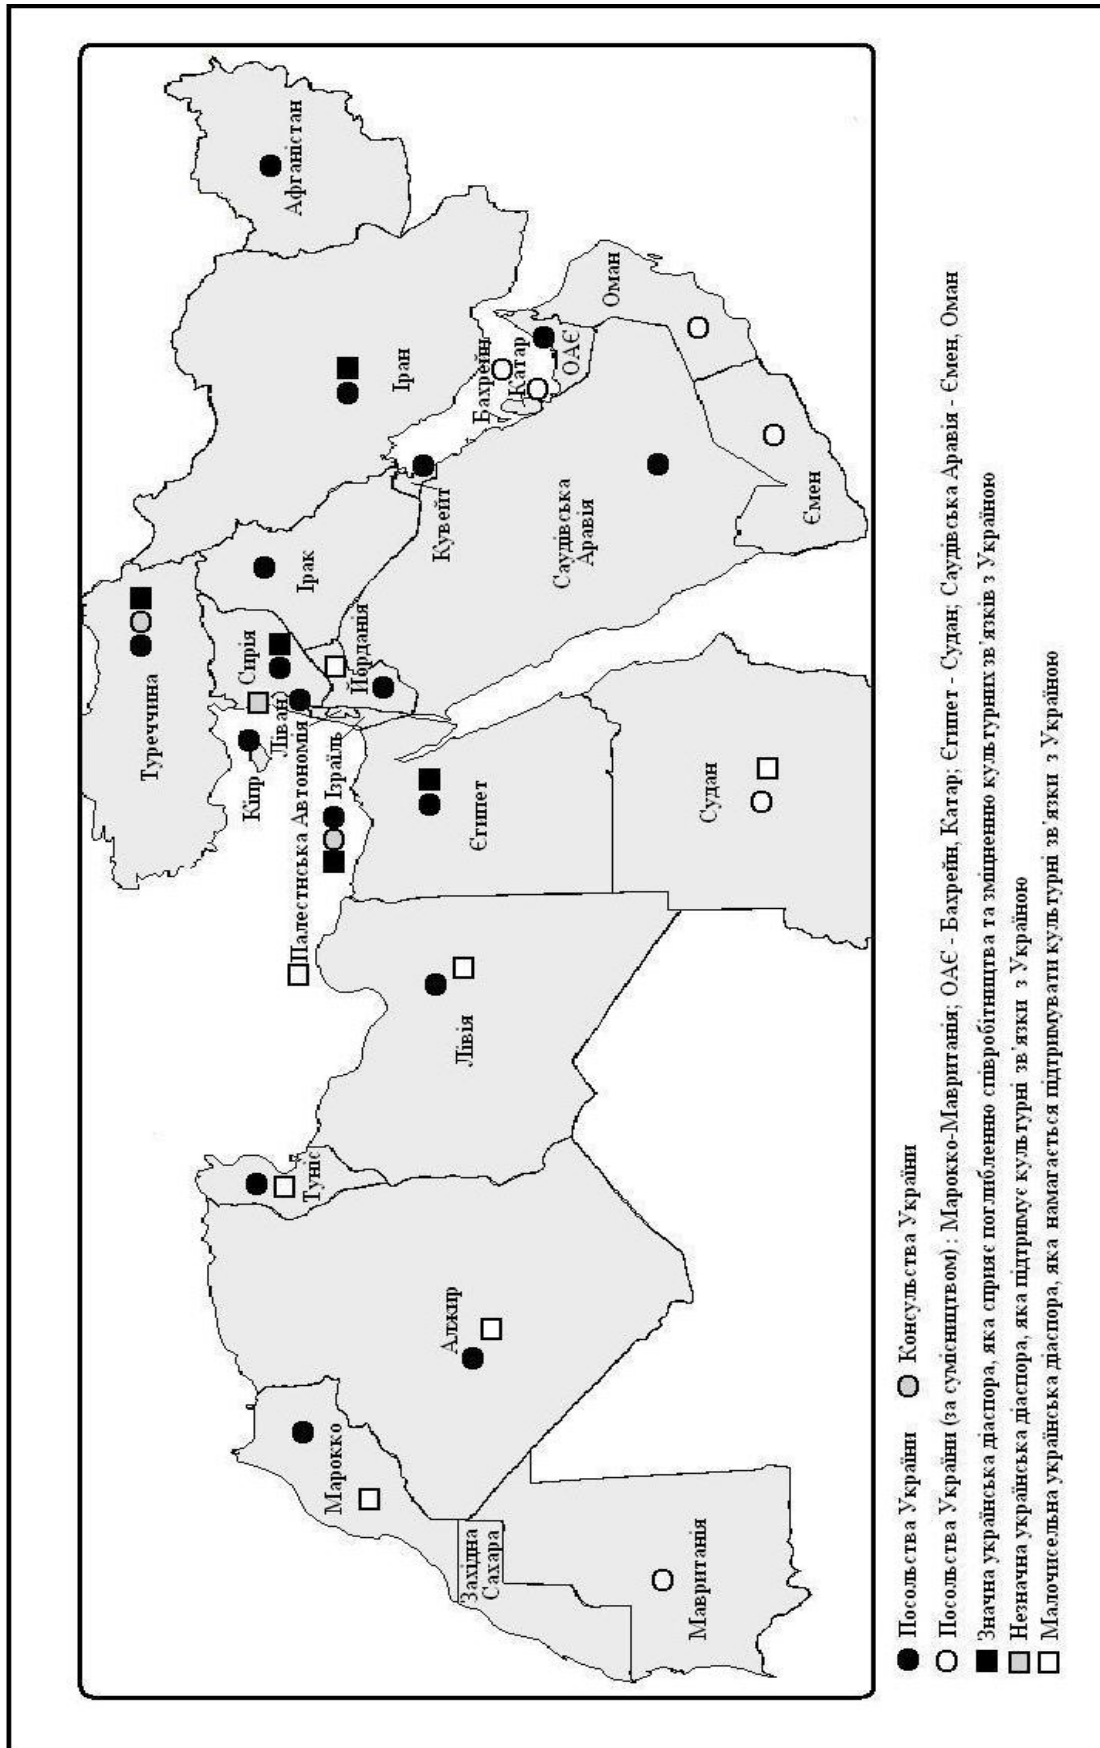 Афганістан
Туреччина
Іран
Сирія
Ірак
Кіпр
Ліван
Палестнська Автономія
Ізраїль
Йорданія
Кувейт
Бахрейн
Катар
ОАЄ
Оман
Туніс
Марокко
Алжир
Лівія
Єгипет
Саудівська
Аравія
Західна
Сахара
Мавританія
Судан
Ємен
Посольства України
Консульства України
Посольства України (за сумісництвом) : Марокко-Мавританія; ОАЄ - Бахрейн, Катар; Єгипет - Судан; Саудівська Аравія - Ємен, Оман
Значна українська діаспора, яка сприяє поглібленню співробітництва та зміцненню культурних зв'язків з Україною
Незначна українська діаспора, яка підтримує культурні зв'язки з Україною
Малочисельна українська діаспора, яка намагається підтримувати культурні зв'язки з Україною